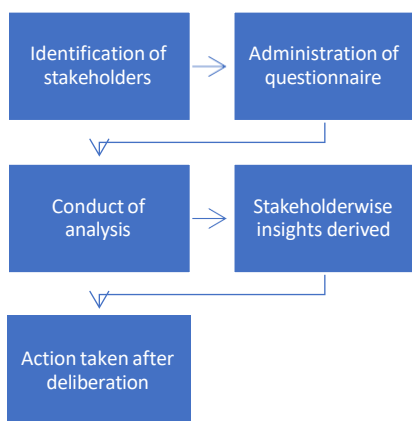 Identification of
stakeholders
Administration of
questionnaire
Conduct of
analysis
Stakeholderwise
insights derived
Action taken after
deliberation